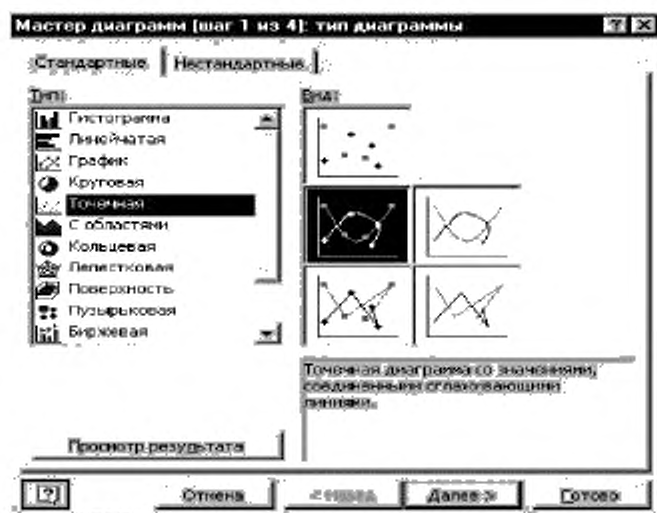 Мастер диаграмм (шаг 1 из 4): тип диаграммы
Стандартные Нестандартные
Тип:
Гистограмма
Линейчатая
График
Круговая
Точечная
С областями
Кольцевая
Лепестковая
Поверхность
Пузырьковая
Биржевая
Вид:
Точечная диаграмма со значениями,
соединенными сглаживающими
линиями.
Просмотр результата
Отмена < Назад Далее > Готово